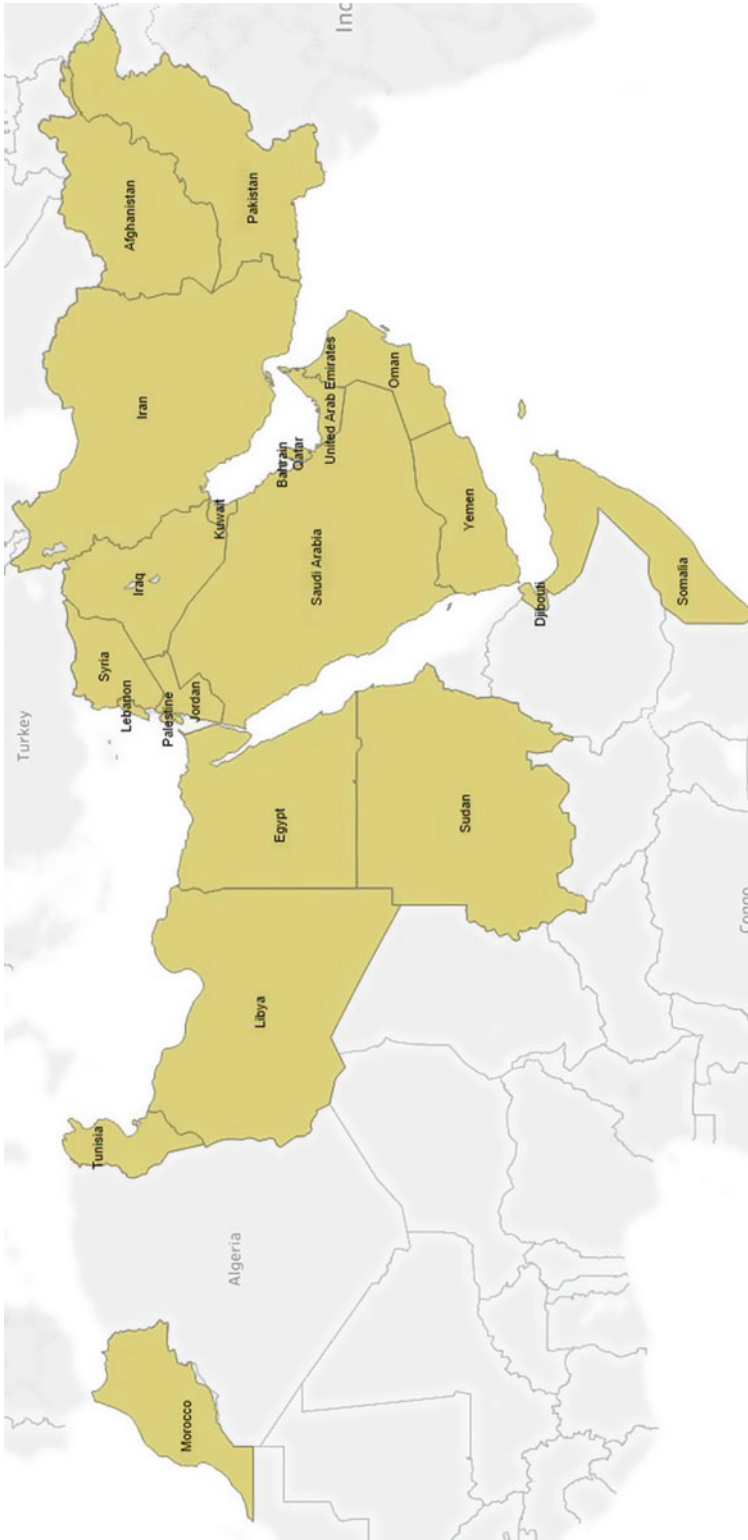 Inc
Turkey
Afghanistan
Pakistan
Iran
Iraq
Syria
Lebanon
Palestine
Jordan
Kuwait
Bahrain
Qatar
United Arab Emirates
Oman
Saudi Arabia
Yemen
Djibouti
Somalia
Egypt
Sudan
Libya
Tunisia
Algeria
Morocco
Congo